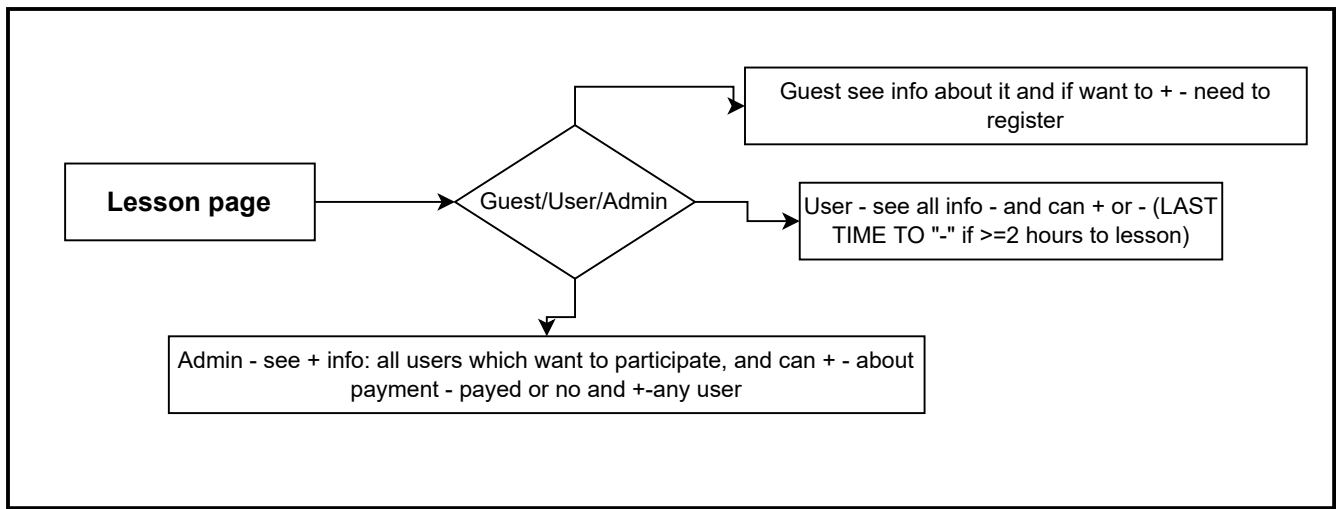 Guest see info about it and if want to + - need to
register
Lesson page
Guest/User/Admin
User - see all info - and can + or - (LAST
TIME TO "-" if >=2 hours to lesson)
Admin - see + info: all users which want to participate, and can + - about
payment - payed or no and +-any user